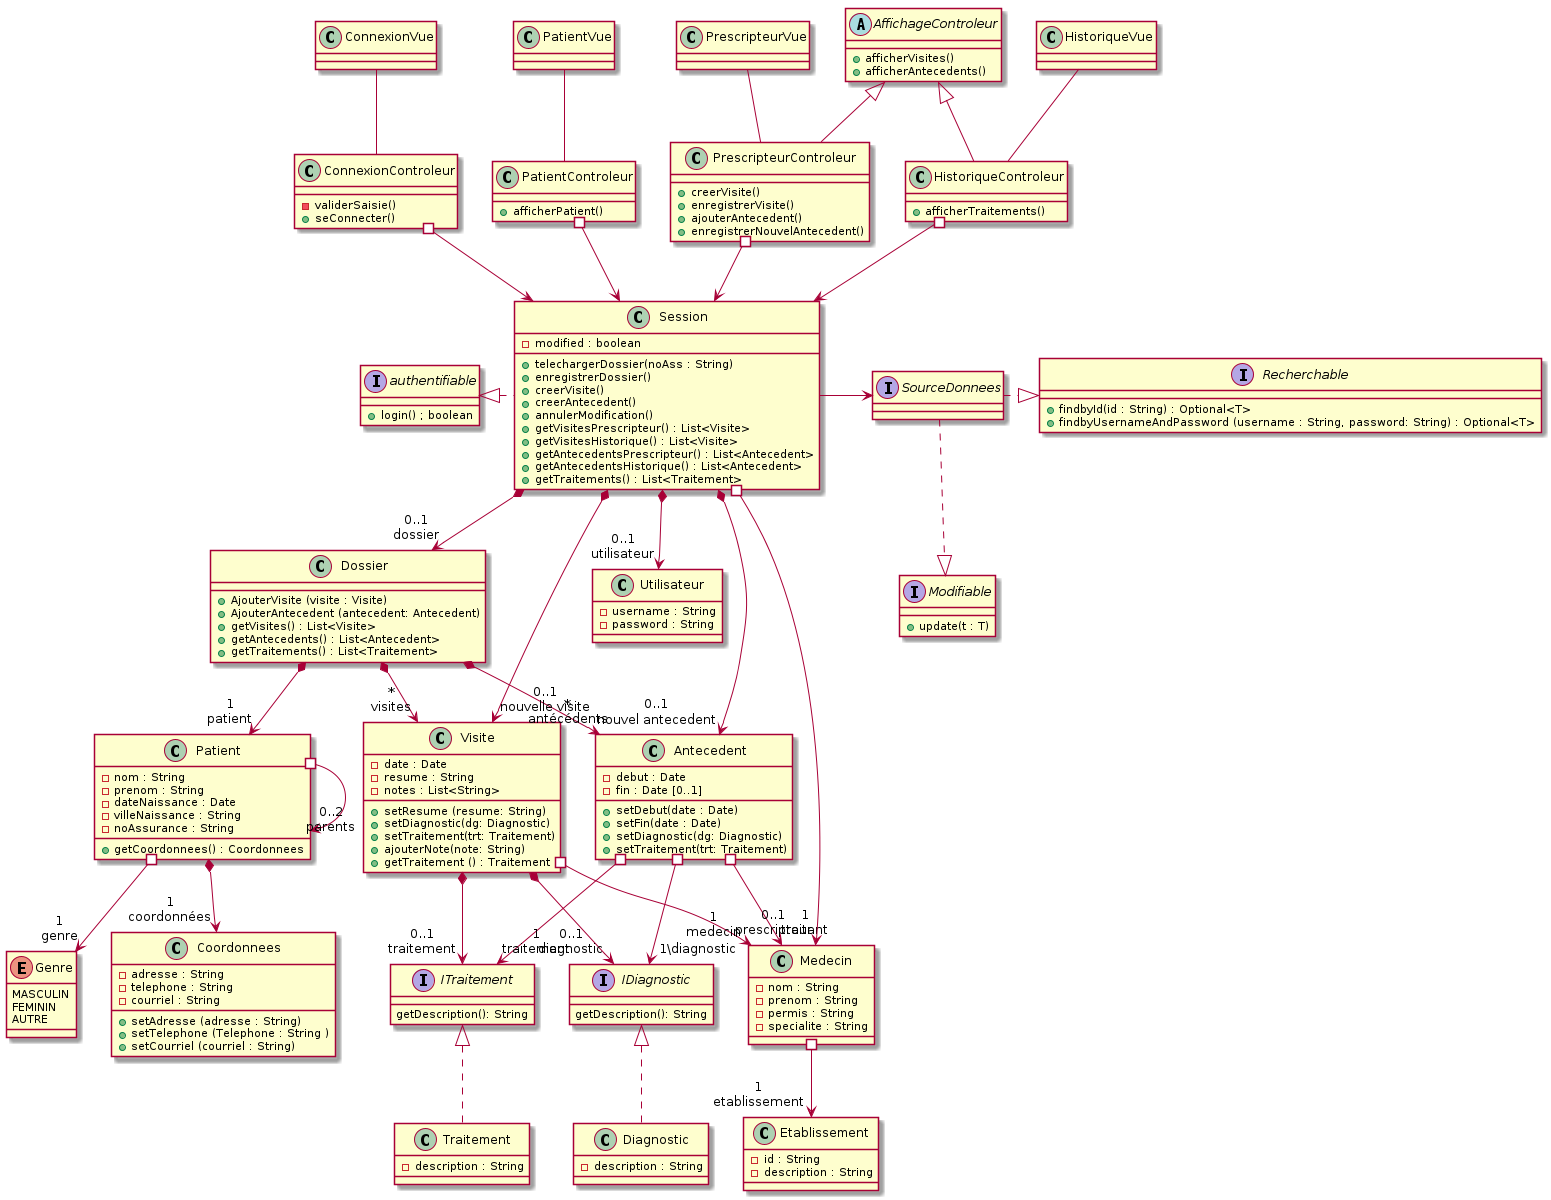 C ConnexionVue
C PatientVue
C PrescripteurVue
A AffichageControleur
afficherVisites()
afficherAntecedents()
C HistoriqueVue
C ConnexionControleur
validerSaisie()
seConnecter()
C PatientControleur
afficherPatient()
C PrescripteurControleur
creerVisite()
enregistrerVisite()
ajouterAntecedent()
enregistrerNouvelAntecedent()
C HistoriqueControleur
afficherTraitements()
C Session
modified : boolean
telechargerDossier(noAss : String)
enregistrerDossier()
creerVisite()
creerAntecedent()
annulerModification()
getVisitesPrescripteur() : List<Visite>
getVisitesHistorique() : List<Visite>
getAntecedentsPrescripteur() : List<Antecedent>
getAntecedentsHistorique() : List<Antecedent>
getTraitements() : List<Traitement>
I authentifiable
login() ; boolean
I SourceDonnees
I Recherchable
findbyId(id : String) : Optional<T>
findbyUsernameAndPassword (username : String, password: String) : Optional<T>
0..1
dossier
0..1
utilisateur
C Dossier
AjouterVisite (visite : Visite)
AjouterAntecedent (antecedent: Antecedent)
getVisites() : List<Visite>
getAntecedents() : List<Antecedent>
getTraitements() : List<Traitement>
C Utilisateur
username : String
password : String
I Modifiable
update(t : T)
1
patient
*
visites
0..1
nouvelle visite
*
antécédents
0..1
nouvel antecedent
C Patient
nom : String
prenom : String
dateNaissance : Date
villeNaissance : String
noAssurance : String
getCoordonnees() : Coordonnees
0..2
parents
C Visite
date : Date
resume : String
notes : List<String>
setResume (resume: String)
setDiagnostic(dg: Diagnostic)
setTraitement(trt: Traitement)
ajouterNote(note: String)
getTraitement () : Traitement
C Antecedent
debut : Date
fin : Date [0..1]
setDebut(date : Date)
setFin(date : Date)
setDiagnostic(dg: Diagnostic)
setTraitement(trt: Traitement)
1
genre
1
coordonnées
0..1
traitement
1
traitement
0..1
diagnostic
1\diagnostic
1
medecin
0..1
prescripteur
1
traitant
E Genre
MASCULIN
FEMININ
AUTRE
C Coordonnees
adresse : String
telephone : String
courriel : String
setAdresse (adresse : String)
setTelephone (Telephone : String )
setCourriel (courriel : String)
I ITraitement
getDescription(): String
I IDiagnostic
getDescription(): String
C Medecin
nom : String
prenom : String
permis : String
specialite : String
1
etablissement
C Traitement
description : String
C Diagnostic
description : String
C Etablissement
id : String
description : String